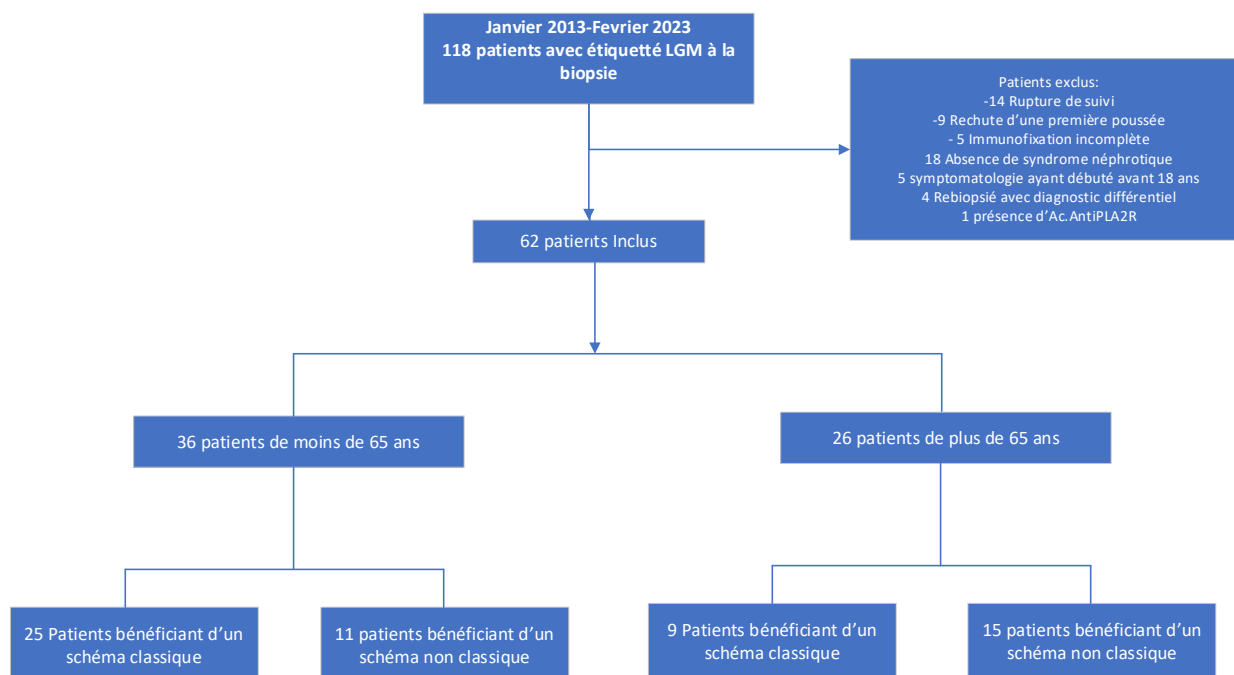 Janvier 2013-Fevrier 2023
118 patients avec étiquetté LGM à la
biopsie
Patients exclus:
-14 Rupture de suivi
-9 Rechute d’une première poussée
- 5 Immunofixation incomplète
18 Absence de syndrome néphrotique
5 symptomatologie ayant débuté avant 18 ans
4 Rebiopsié avec diagnostic différentiel
1 présence d’Ac.AntiPLA2R
62 patients Inclus
36 patients de moins de 65 ans
26 patients de plus de 65 ans
25 Patients bénéficiant d’un
schéma classique
11 patients bénéficiant d’un
schéma non classique
9 Patients bénéficiant d’un
schéma classique
15 patients bénéficiant d’un
schéma non classique